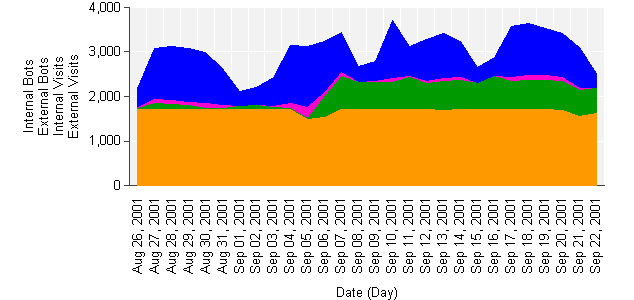 4,000
3,000
2,000
1,000
0
Internal Bots
External Bots
Internal Visits
External Visits
Aug 26, 2001
Aug 27, 2001
Aug 28, 2001
Aug 29, 2001
Aug 30, 2001
Aug 31, 2001
Sep 01, 2001
Sep 02, 2001
Sep 03, 2001
Sep 04, 2001
Sep 05, 2001
Sep 06, 2001
Sep 07, 2001
Sep 08, 2001
Sep 09, 2001
Sep 10, 2001
Sep 11, 2001
Sep 12, 2001
Sep 13, 2001
Sep 14, 2001
Sep 15, 2001
Sep 16, 2001
Sep 17, 2001
Sep 18, 2001
Sep 19, 2001
Sep 20, 2001
Sep 21, 2001
Sep 22, 2001
Date (Day)